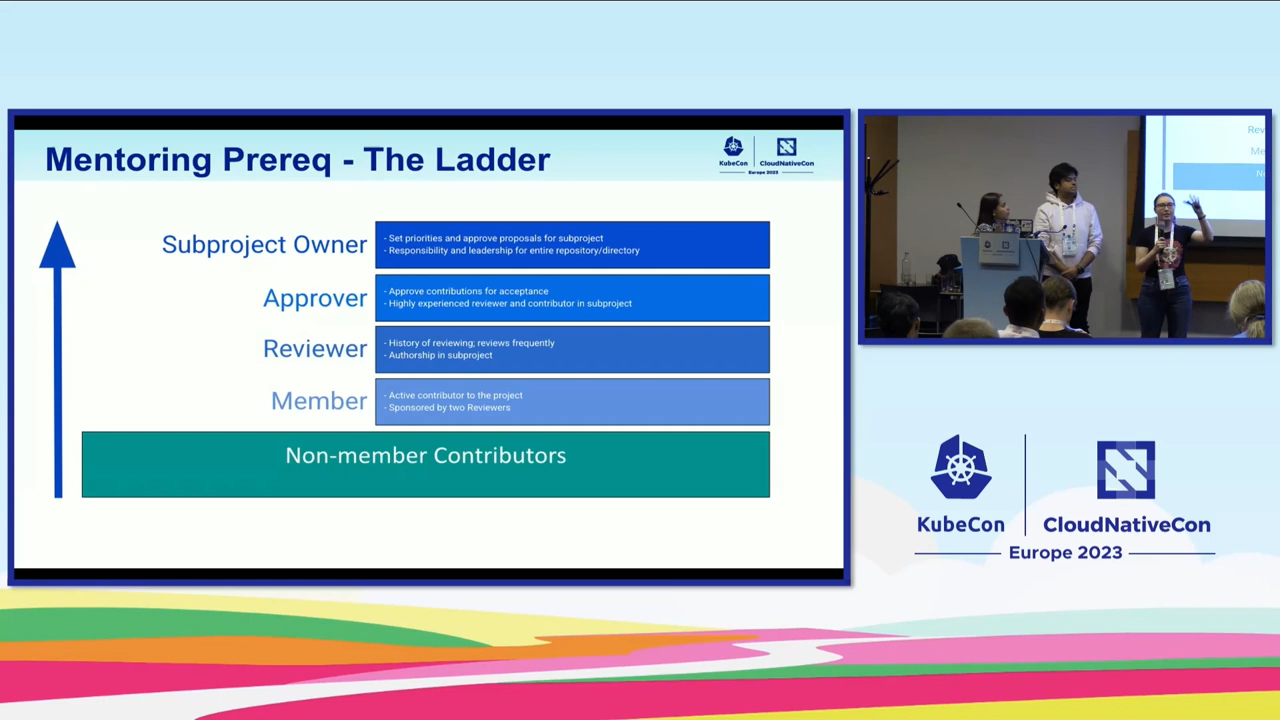 Mentoring Prereq - The Ladder
KubeCon
CloudNativeCon
Europe 2023
Subproject Owner
- Set priorities and approve proposals for subproject
- Responsibility and leadership for entire repository/directory
Approver
- Approve contributions for acceptance
- Highly experienced reviewer and contributor in subproject
Reviewer
- History of reviewing; reviews frequently
- Authorship in subproject
Member
- Active contributor to the project
- Sponsored by two Reviewers
Non-member Contributors
Rev
Me
KubeCon
CloudNativeCon
Europe 2023